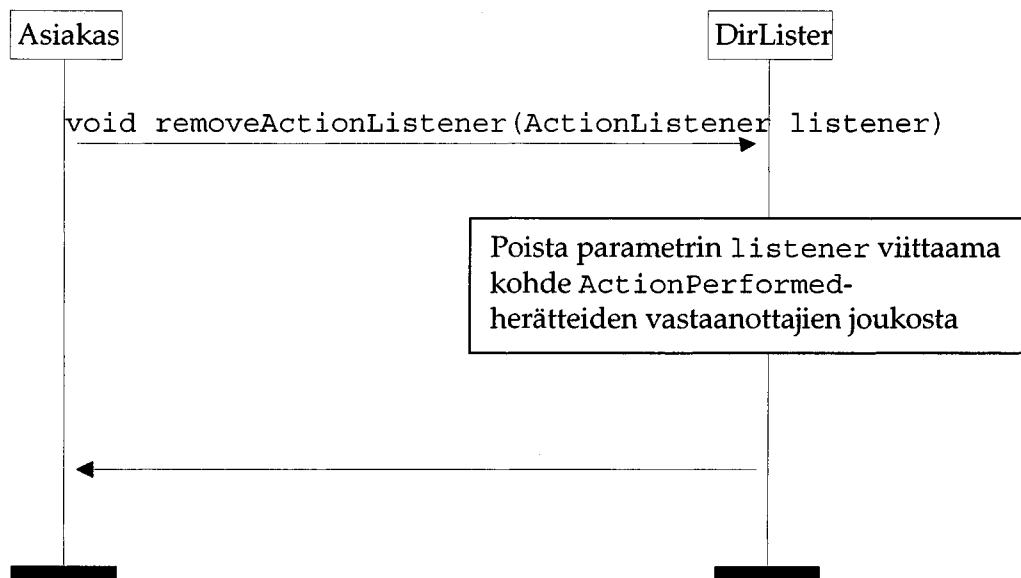 Asiakas
DirLister
void removeActionListener(ActionListener listener)
Poista parametrin listener viittaama
kohde ActionPerformed-
herätteiden vastaanottajien joukosta